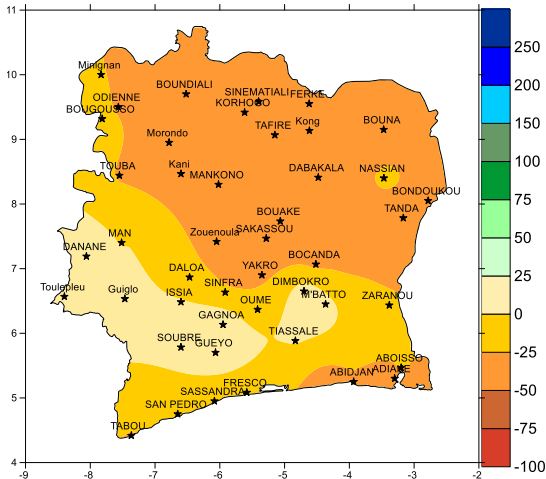 11
10
9
8
7
6
5
4
-9
-8
-7
-6
-5
-4
-3
-2
Minignan
ODIENNE
BOUGOUSSO
BOUNDIALI
SINEMATIALI
FERKE
KORHOGO
TAFIRE
Kong
BOUNA
Morondo
TOUBA
Kani
MANKONO
DABAKALA
NASSIAN
BONDOUKOU
TANDA
BOUAKE
SAKASSOU
Zouenoula
MAN
DANANE
BOCANDA
YAKRO
DALOA
DIMBOKRO
SINFRA
M'BATTO
ZARANOU
Toulepleu
Guiglo
ISSIA
OUME
GAGNOA
TIASSALE
SOUBRE
GUEYO
ABOISSO
ADIAKE
ABIDJAN
FRESCO
SASSANDRA
SAN PEDRO
TABOU
250
200
150
100
75
50
25
0
-25
-50
-75
-100